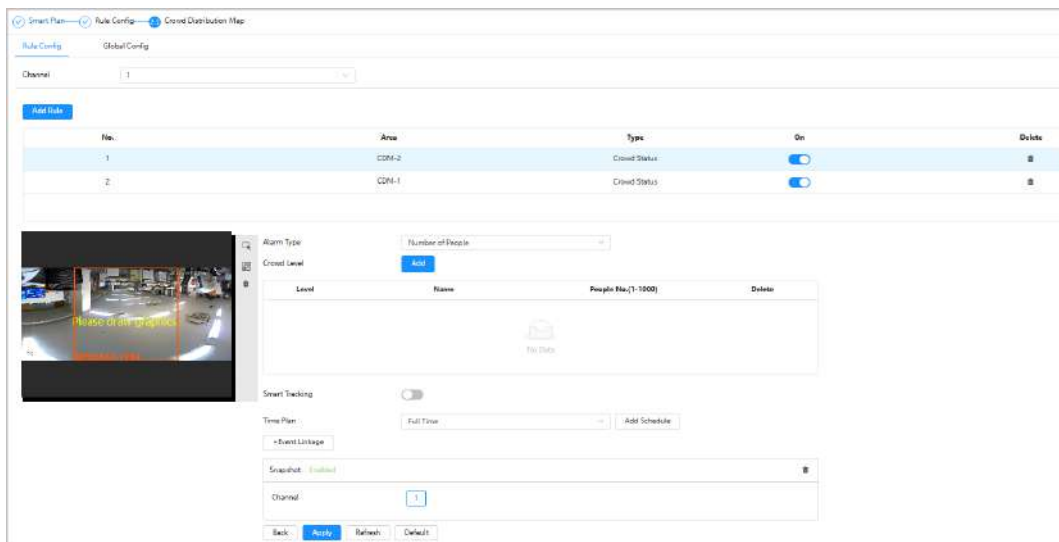 Smart Plan Rule Config Crowd Distribution Map
Rule Config Global Config
Channel 1
Add Rule
No. Area Type On Delete
1 CDM-2 Crowd Status
2 CDM-1 Crowd Status
Alarm Type Number of People
Crowd Level Add
Level Name People No.(1-1000) Delete
Please draw graphics
No Data
Smart Tracking
Time Plan Full Time Add Schedule
+Event Linkage
Snapshot Enabled
Channel 1
Back Apply Refresh Default